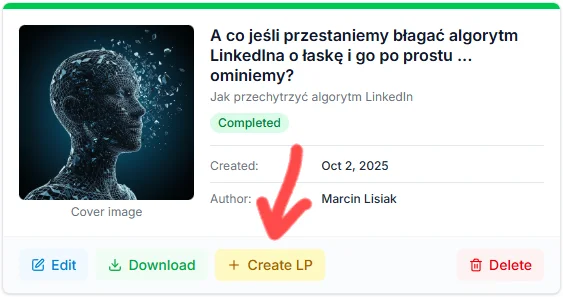 A co jeśli przestaniemy błagać algorytm
LinkedIna o łaskę i go po prostu ...
ominiemy?
Jak przechytrzyć algorytm LinkedIn
Completed
Created: Oct 2, 2025
Author: Marcin Lisiak
Cover image
Edit Download + Create LP Delete